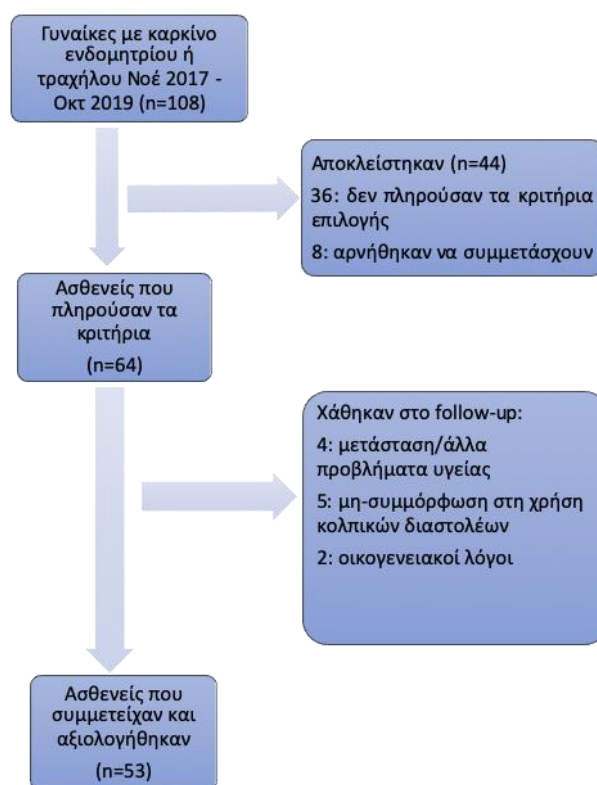 Γυναίκες με καρκίνο
ενδομητρίου ή
τραχήλου Νοέ 2017 -
Οκτ 2019 (n=108)
Αποκλείστηκαν (n=44)
36: δεν πληρούσαν τα κριτήρια
επιλογής
8: αρνήθηκαν να συμμετάσχουν
Ασθενείς που
πληρούσαν τα
κριτήρια
(n=64)
Χάθηκαν στο follow-up:
4: μετάσταση/άλλα
προβλήματα υγείας
5: μη-συμμόρφωση στη χρήση
κολπικών διαστολέων
2: οικογενειακοί λόγοι
Ασθενείς που
συμμετείχαν και
αξιολογήθηκαν
(n=53)